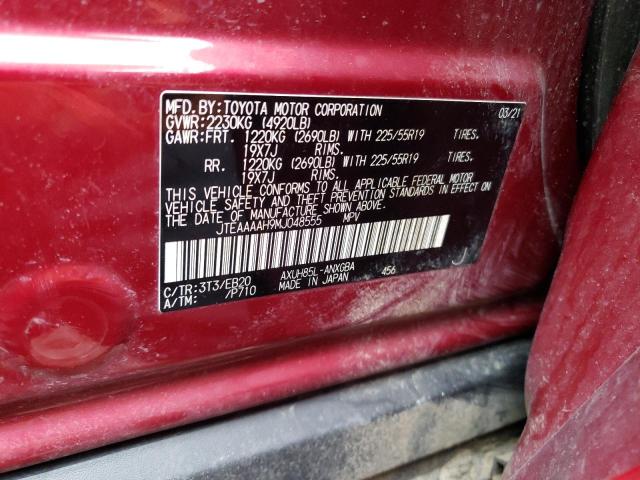 MFD. BY: TOYOTA MOTOR CORPORATION 03/21
GVWR: 2230KG (4920LB)
GAWR: FRT. 1220KG (2690LB) WITH 225/55R19 TIRES.
19X7J RIMS.
RR. 1220KG (2690LB) WITH 225/55R19 TIRES.
19X7J RIMS.
THIS VEHICLE CONFORMS TO ALL APPLICABLE FEDERAL MOTOR
VEHICLE SAFETY AND THEFT PREVENTION STANDARDS IN EFFECT ON
THE DATE OF MANUFACTURE SHOWN ABOVE.
JTEAAAAH9MJ048555 MPV
C/TR: 3T3/EB20 AXUH85L-ANXGBA 456 J
A/TM: /P710 MADE IN JAPAN